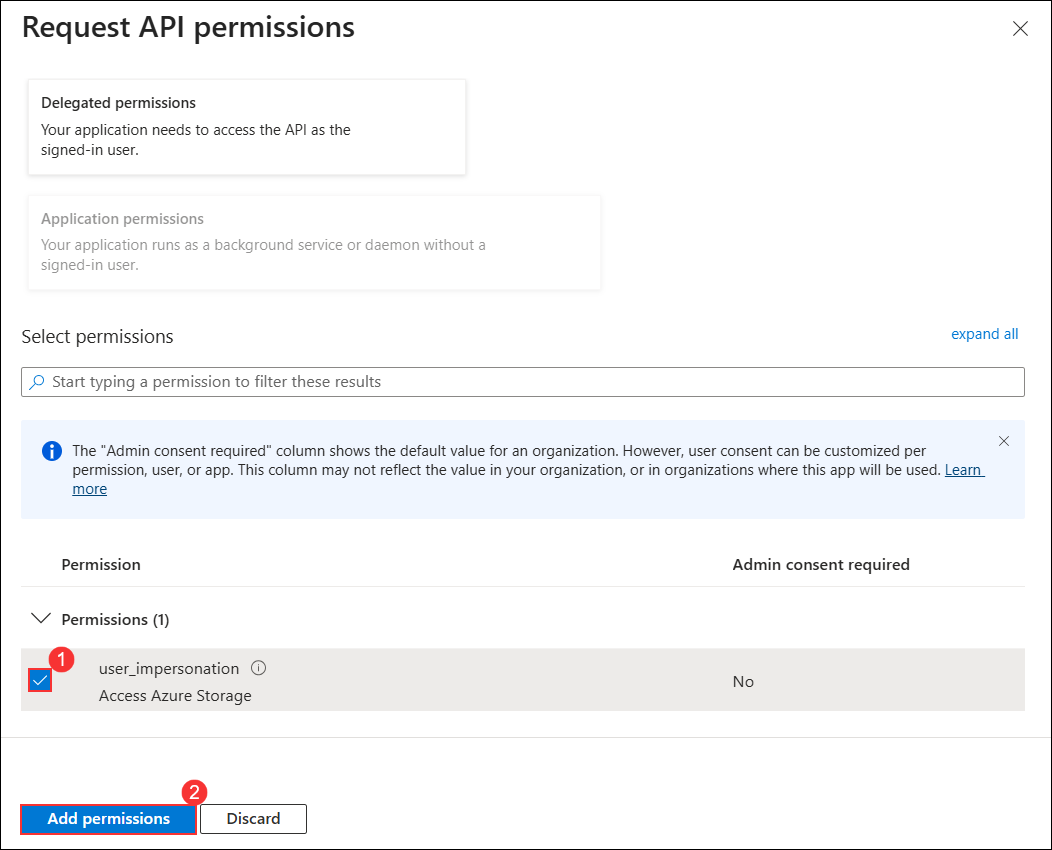 Request API permissions
Delegated permissions
Your application needs to access the API as the
signed-in user.
Application permissions
Your application runs as a background service or daemon without a
signed-in user.
Select permissions
expand all
Start typing a permission to filter these results
The "Admin consent required" column shows the default value for an organization. However, user consent can be customized per
permission, user, or app. This column may not reflect the value in your organization, or in organizations where this app will be used. Learn
more
Permission
Admin consent required
Permissions (1)
1
user_impersonation
Access Azure Storage
No
2
Add permissions
Discard